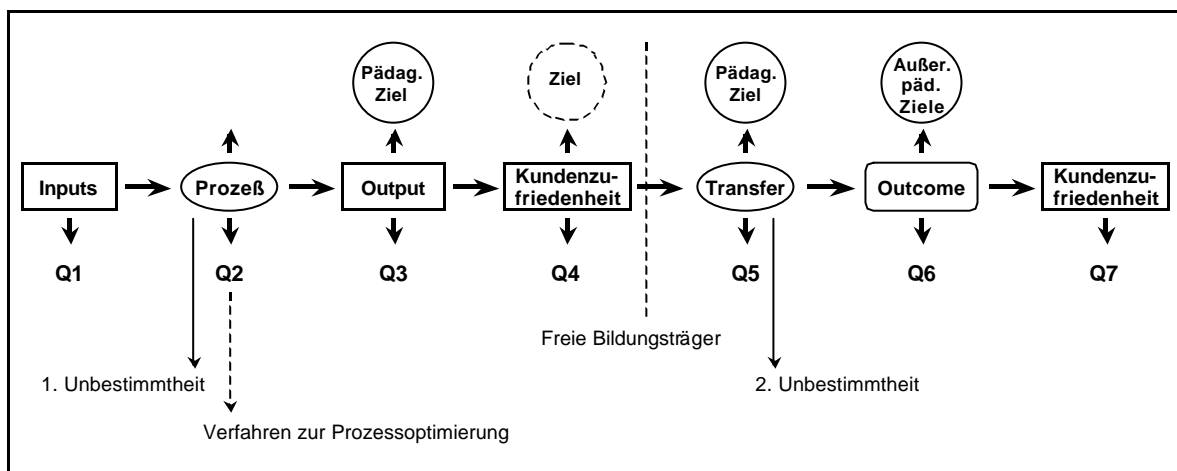 Pädag.
Ziel
Ziel
Pädag.
Ziel
Außer.
päd.
Ziele
Inputs
Prozeß
Output
Kundenzu-
friedenheit
Transfer
Outcome
Kundenzu-
friedenheit
Q1
Q2
Q3
Q4
Q5
Q6
Q7
Freie Bildungsträger
1. Unbestimmtheit
2. Unbestimmtheit
Verfahren zur Prozessoptimierung